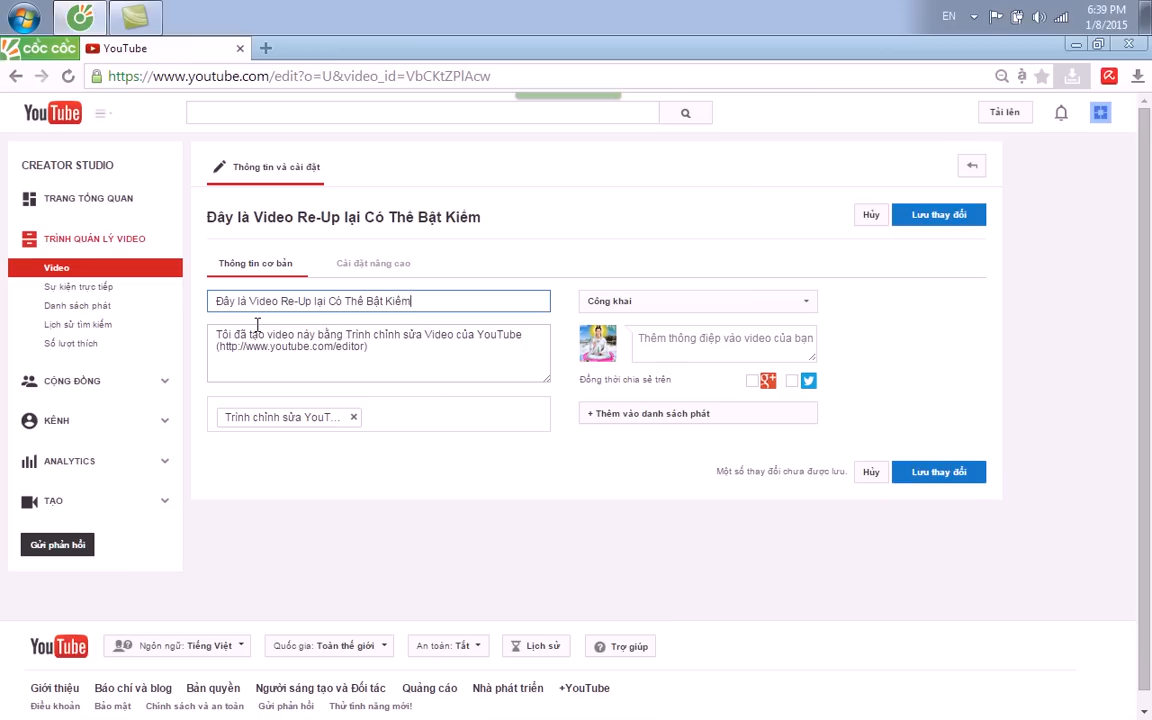 EN
6:39 PM
1/8/2015
cốc cốc
YouTube
https://www.youtube.com/edit?o=U&video_id=VbCKtZPlAcw
YouTube
Tải lên
CREATOR STUDIO
TRANG TỔNG QUAN
TRÌNH QUẢN LÝ VIDEO
Video
Sự kiện trực tiếp
Danh sách phát
Lịch sử tìm kiếm
Số lượt thích
CỘNG ĐỒNG
KÊNH
ANALYTICS
TẠO
Gửi phản hồi
Thông tin và cài đặt
Đây là Video Re-Up lại Có Thể Bật Kiếm
Hủy
Lưu thay đổi
Thông tin cơ bản
Cài đặt nâng cao
Đây là Video Re-Up lại Có Thể Bật Kiếm
Tôi đã tạo video này bằng Trình chỉnh sửa Video của YouTube
(http://www.youtube.com/editor)
Trình chỉnh sửa YouT...
Công khai
Thêm thông điệp vào video của bạn
Đồng thời chia sẻ trên
+ Thêm vào danh sách phát
Một số thay đổi chưa được lưu.
Hủy
Lưu thay đổi
YouTube
Ngôn ngữ: Tiếng Việt
Quốc gia: Toàn thế giới
An toàn: Tắt
Lịch sử
Trợ giúp
Giới thiệu
Báo chí và blog
Bản quyền
Người sáng tạo và Đối tác
Quảng cáo
Nhà phát triển
+YouTube
Điều khoản
Bảo mật
Chính sách và an toàn
Gửi phản hồi
Thử tính năng mới!